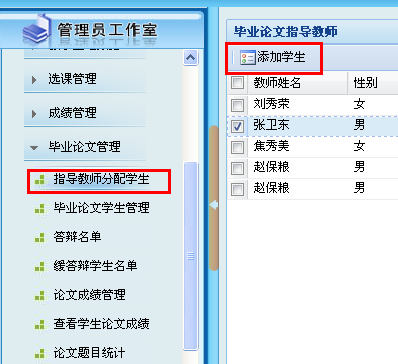 管理员工作室
选课管理
成绩管理
毕业论文管理
指导教师分配学生
毕业论文学生管理
答辩名单
缓答辩学生名单
论文成绩管理
查看学生论文成绩
论文题目统计
毕业论文指导教师
添加学生
教师姓名 性别
刘秀荣 女
张卫东 男
焦秀美 女
赵保粮 男
赵保粮 男